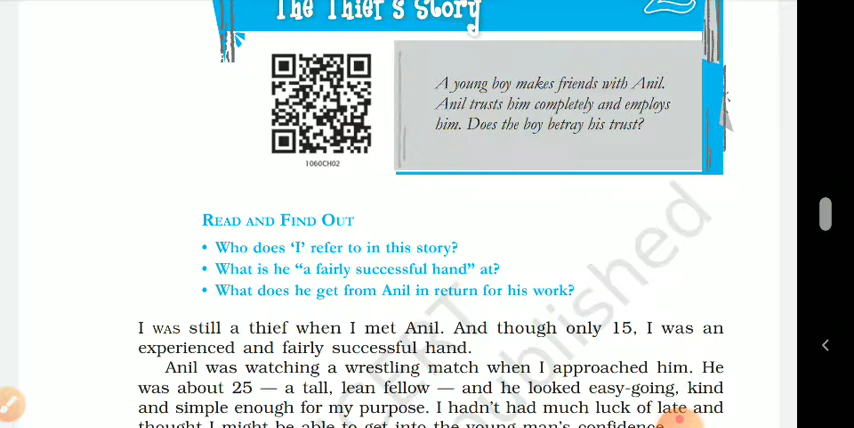 The Thief's Story
2
A young boy makes friends with Anil.
Anil trusts him completely and employs
him. Does the boy betray his trust?
1060CH02
READ AND FIND OUT
• Who does ‘I’ refer to in this story?
• What is he “a fairly successful hand” at?
• What does he get from Anil in return for his work?
I WAS still a thief when I met Anil. And though only 15, I was an
experienced and fairly successful hand.
Anil was watching a wrestling match when I approached him. He
was about 25 — a tall, lean fellow — and he looked easy-going, kind
and simple enough for my purpose. I hadn’t had much luck of late and
thought I might be able to get into the young man’s confidence.
published